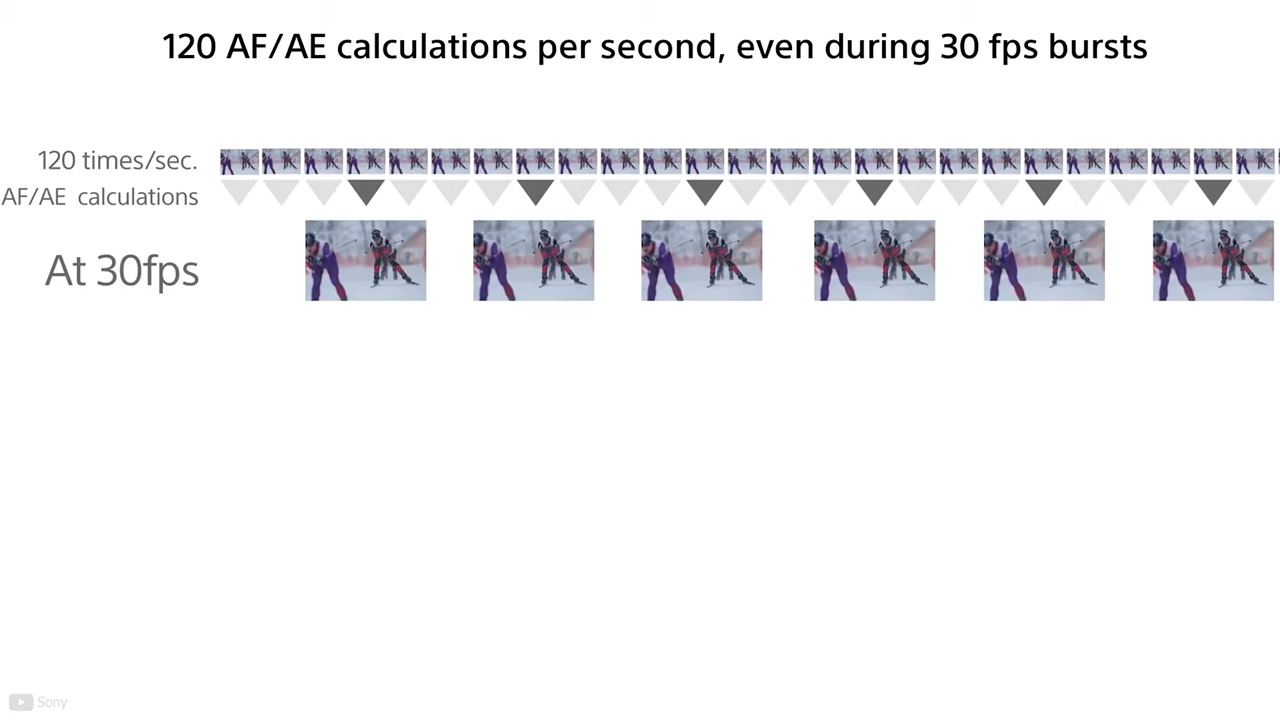 120 AF/AE calculations per second, even during 30 fps bursts
120 times/sec.
AF/AE calculations
At 30fps
Sony